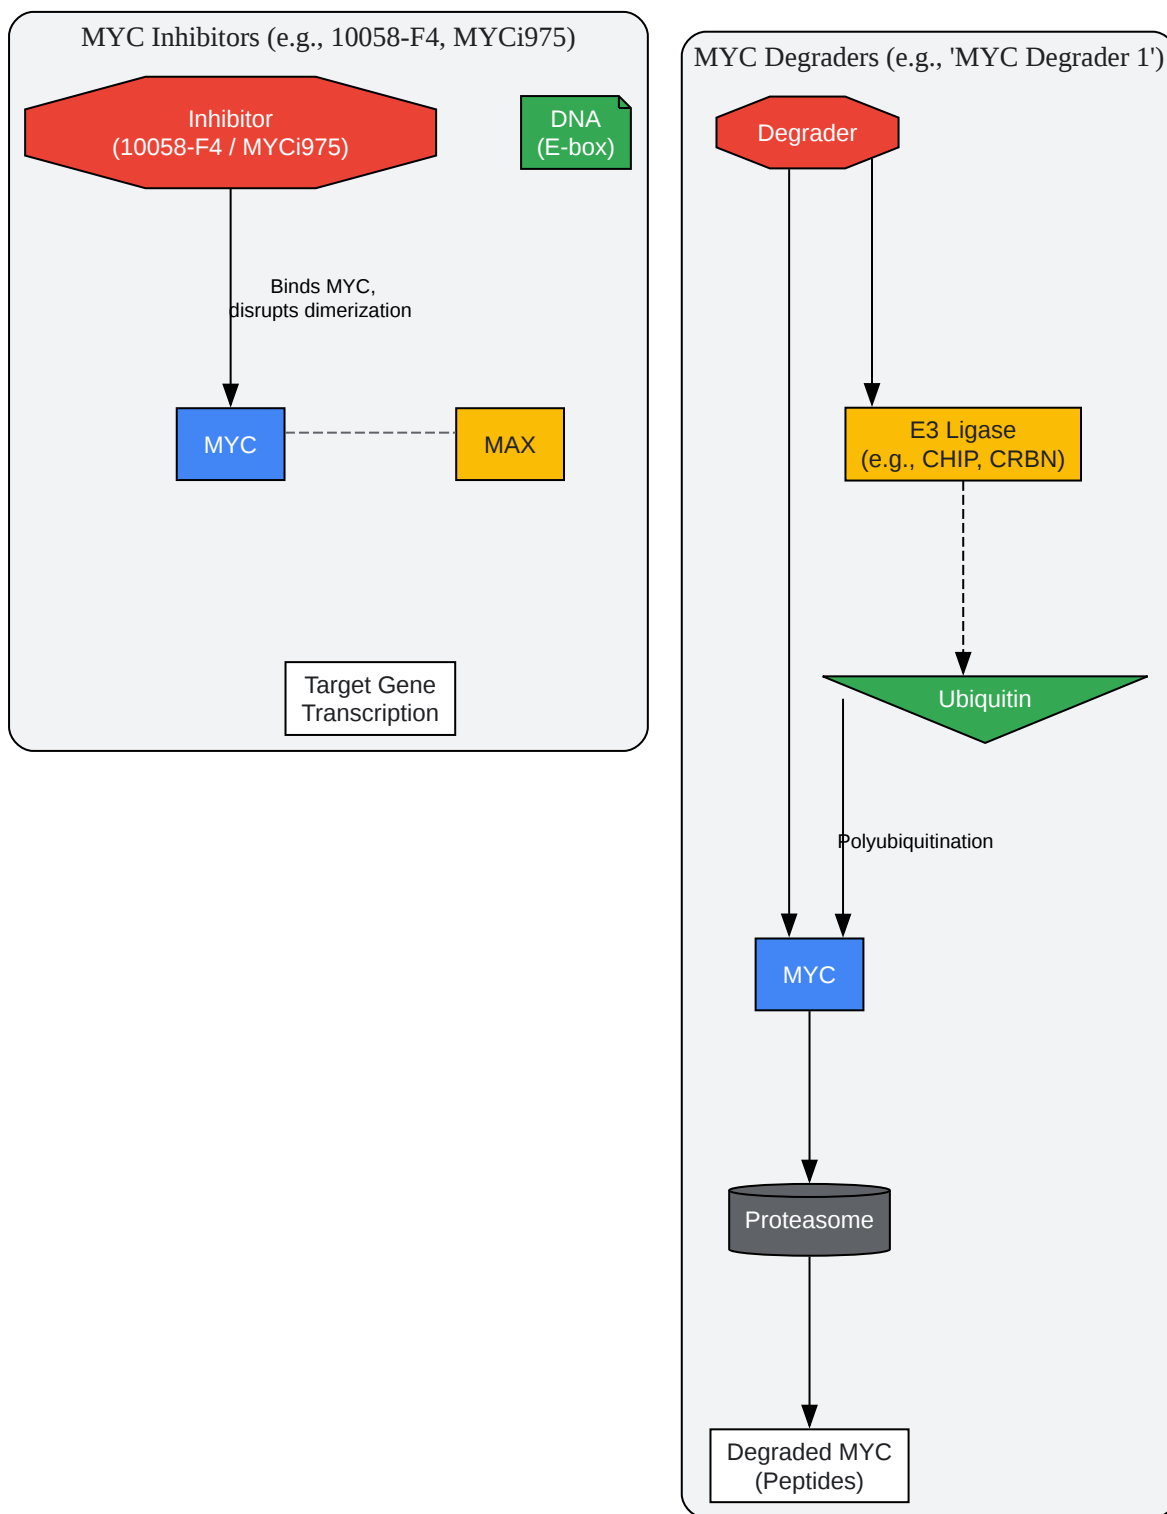 MYC Inhibitors (e.g., 10058-F4, MYCi975)
Inhibitor
(10058-F4 / MYCi975)
DNA
(E-box)
Binds MYC,
disrupts dimerization
MYC
MAX
Target Gene
Transcription
MYC Degraders (e.g., 'MYC Degrader 1')
Degrader
E3 Ligase
(e.g., CHIP, CRBN)
Ubiquitin
Polyubiquitination
MYC
Proteasome
Degraded MYC
(Peptides)